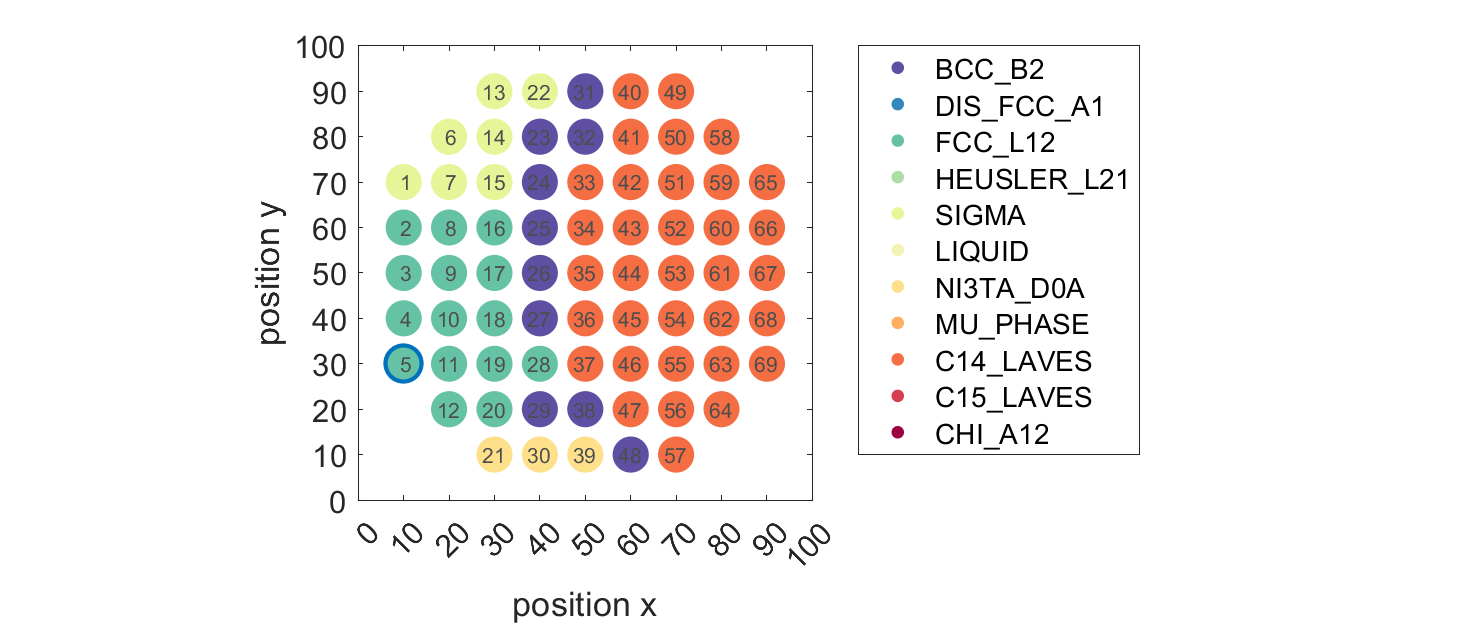 100
90
80
70
60
50
40
30
20
10
0
position y
13 22 31 40 49
6 14 23 32 41 50 58
1 7 15 24 33 42 51 59 65
2 8 16 25 34 43 52 60 66
3 9 17 26 35 44 53 61 67
4 10 18 27 36 45 54 62 68
5 11 19 28 37 46 55 63 69
12 20 29 38 47 56 64
21 30 39 48 57
0 10 20 30 40 50 60 70 80 90 100
position x
BCC_B2
DIS_FCC_A1
FCC_L12
HEUSLER_L21
SIGMA
LIQUID
NI3TA_D0A
MU_PHASE
C14_LAVES
C15_LAVES
CHI_A12